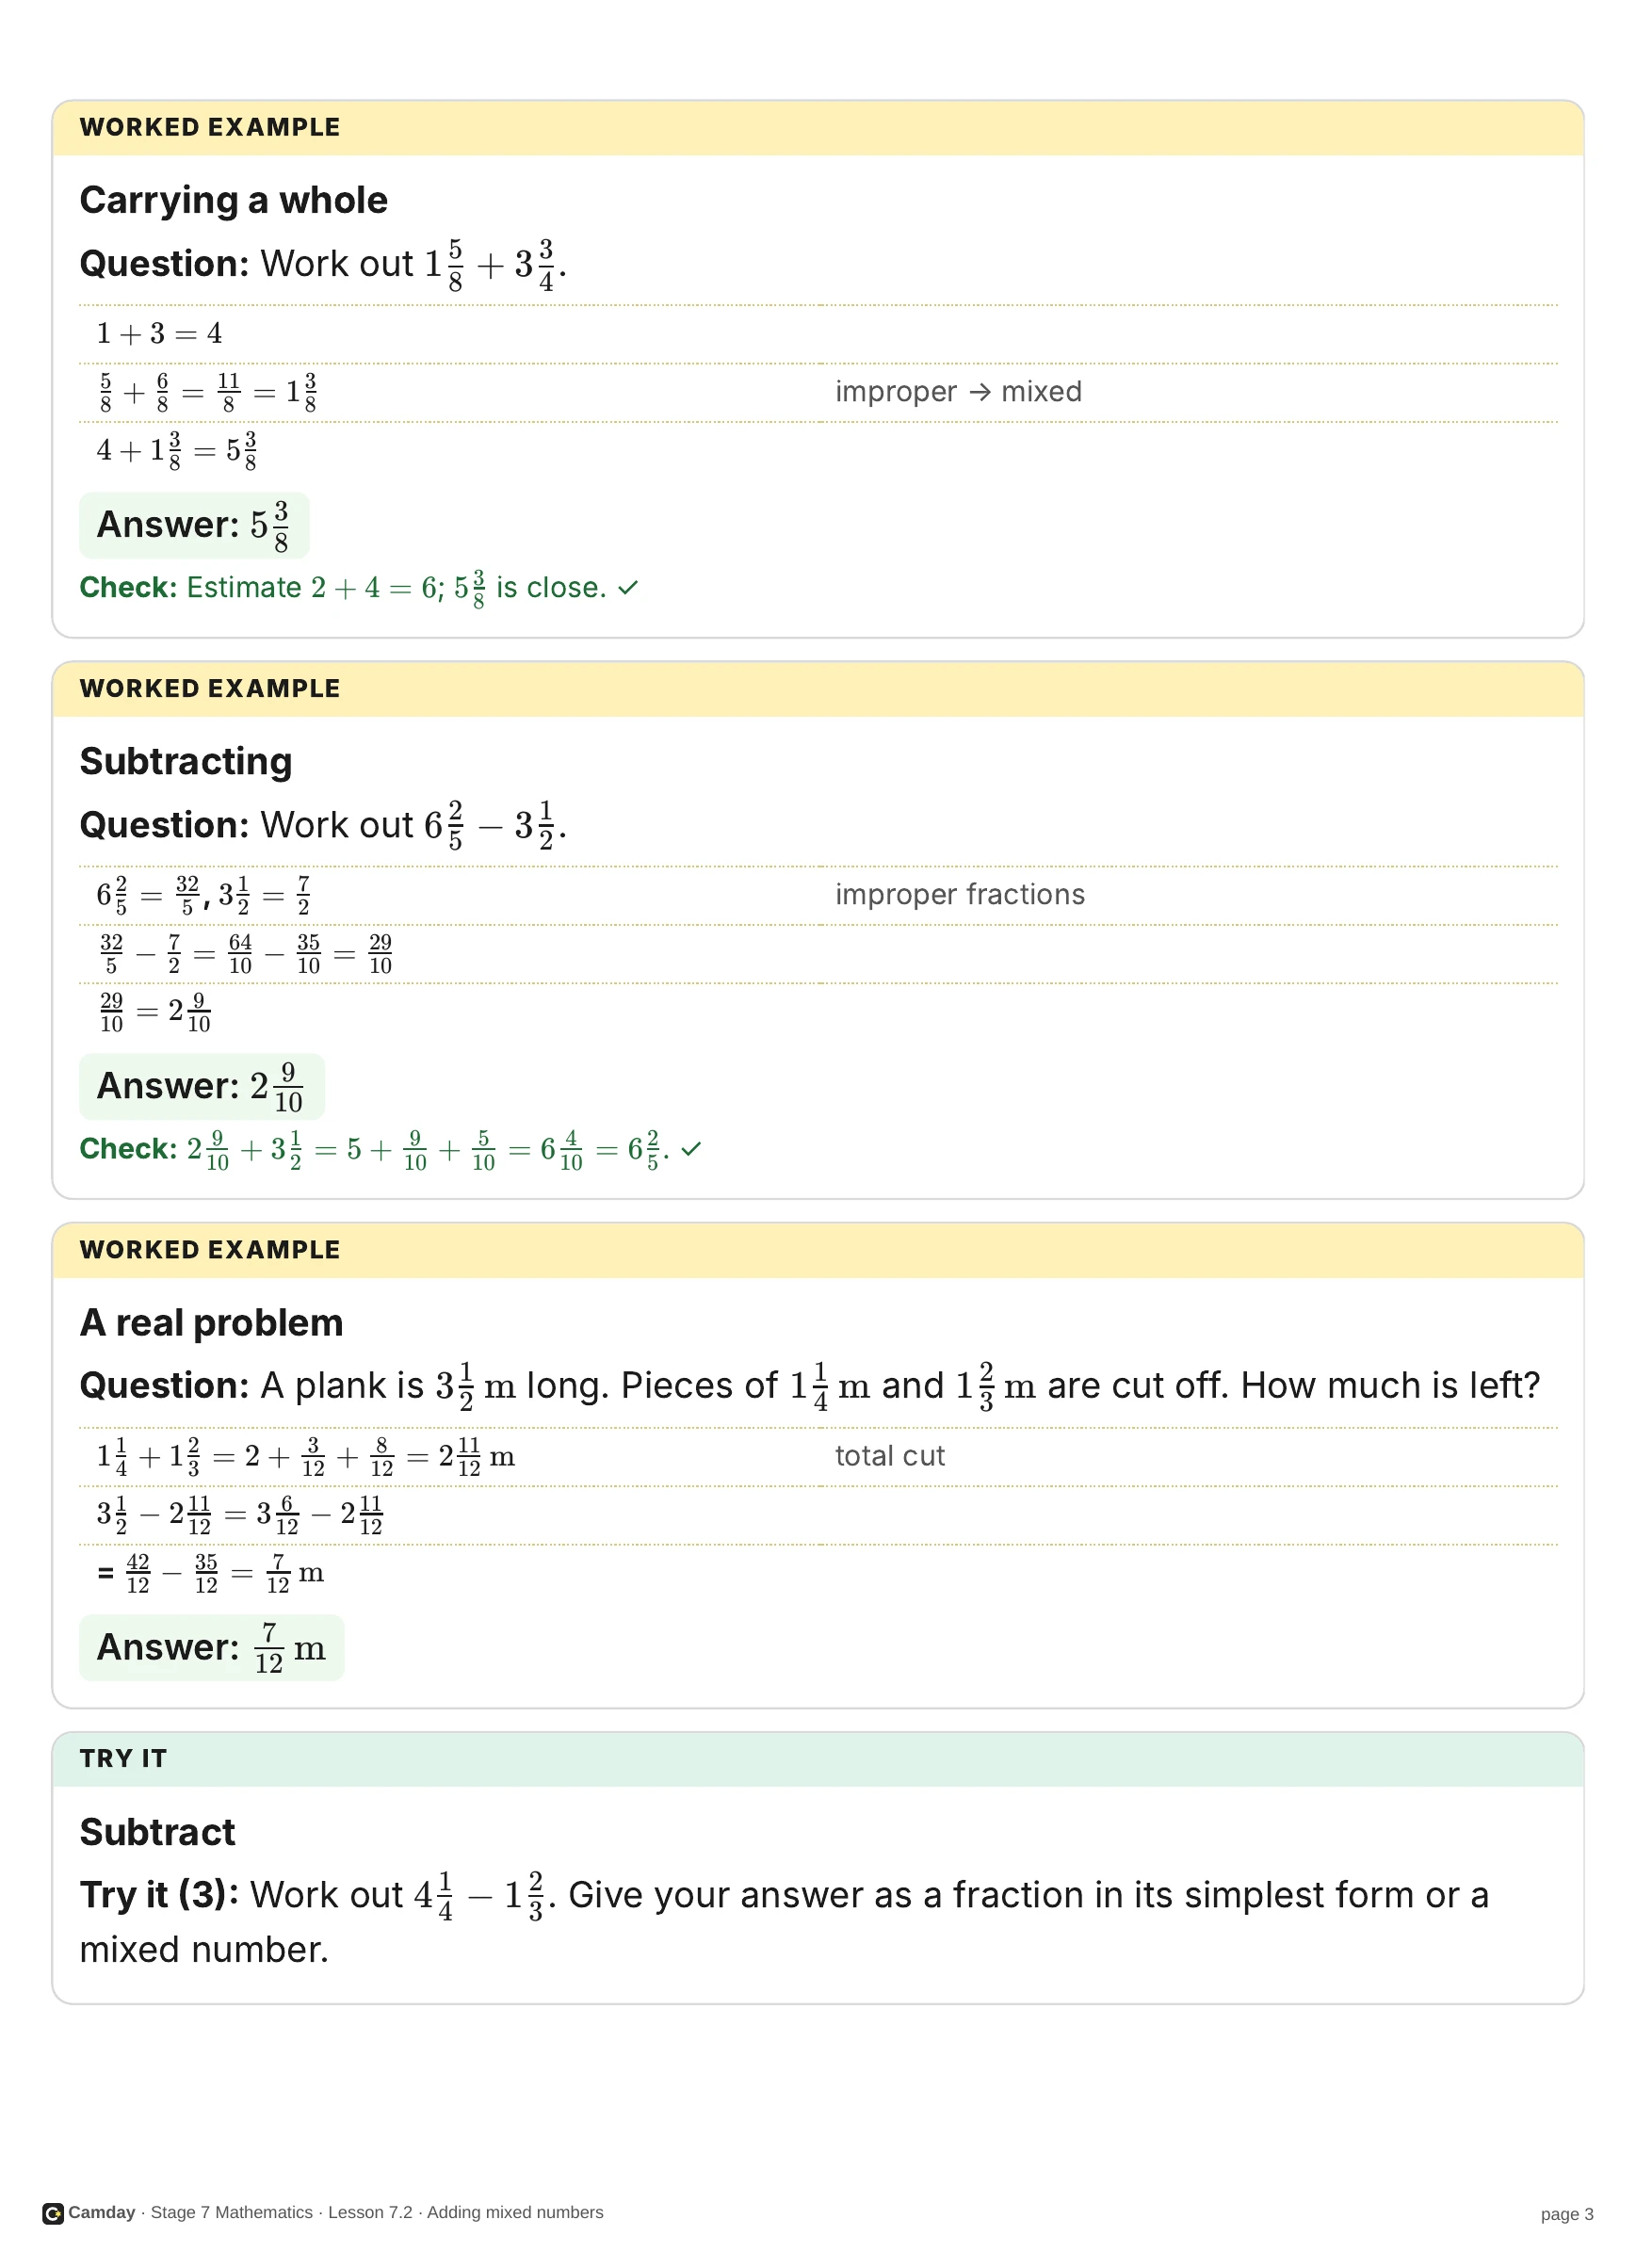 WORKED EXAMPLE
Carrying a whole
Question: Work out 1 5/8 + 3 3/4.
1 + 3 = 4
5/8 + 6/8 = 11/8 = 1 3/8 improper → mixed
4 + 1 3/8 = 5 3/8
Answer: 5 3/8
Check: Estimate 2 + 4 = 6; 5 3/8 is close. ✓
WORKED EXAMPLE
Subtracting
Question: Work out 6 2/5 − 3 1/2.
6 2/5 = 32/5, 3 1/2 = 7/2 improper fractions
32/5 − 7/2 = 64/10 − 35/10 = 29/10
29/10 = 2 9/10
Answer: 2 9/10
Check: 2 9/10 + 3 1/2 = 5 + 9/10 + 5/10 = 6 4/10 = 6 2/5. ✓
WORKED EXAMPLE
A real problem
Question: A plank is 3 1/2 m long. Pieces of 1 1/4 m and 1 2/3 m are cut off. How much is left?
1 1/4 + 1 2/3 = 2 + 3/12 + 8/12 = 2 11/12 m total cut
3 1/2 − 2 11/12 = 3 6/12 − 2 11/12
= 42/12 − 35/12 = 7/12 m
Answer: 7/12 m
TRY IT
Subtract
Try it (3): Work out 4 1/4 − 1 2/3. Give your answer as a fraction in its simplest form or a
mixed number.
Camday · Stage 7 Mathematics · Lesson 7.2 · Adding mixed numbers page 3